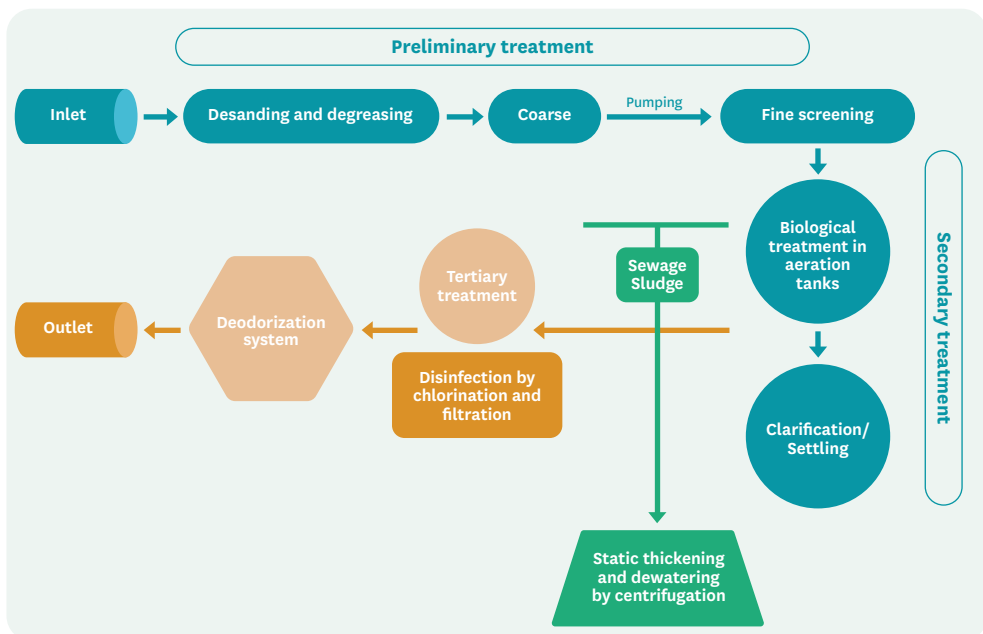 Preliminary treatment
Inlet
Desanding and degreasing
Coarse
Pumping
Fine screening
Biological
treatment in
aeration
tanks
Secondary treatment
Clarification/
Settling
Sewage
Sludge
Tertiary
treatment
Disinfection by
chlorination and
filtration
Deodorization
system
Outlet
Static thickening
and dewatering
by centrifugation